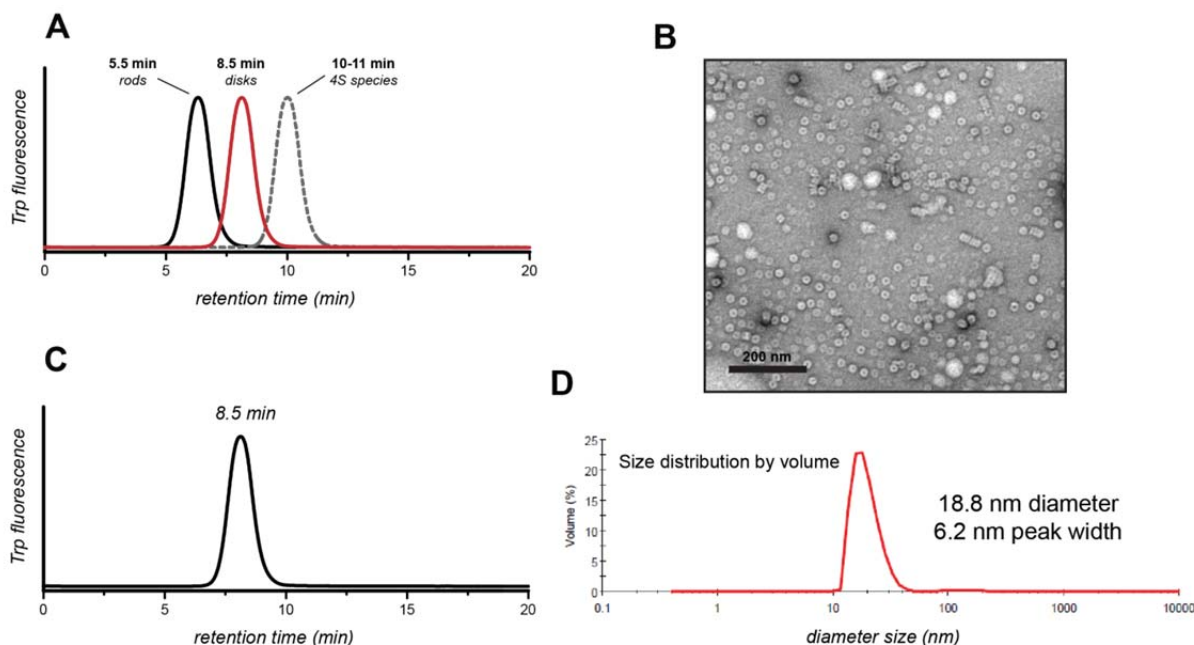 A
5.5 min
rods
8.5 min
disks
10-11 min
4S species
Trp fluorescence
0 5 10 15 20
retention time (min)
B
200 nm
C
8.5 min
Trp fluorescence
0 5 10 15 20
retention time (min)
D
Size distribution by volume
18.8 nm diameter
6.2 nm peak width
Volume (%)
25
20
15
10
5
0
0.1 1 10 100 1000 10000
diameter size (nm)